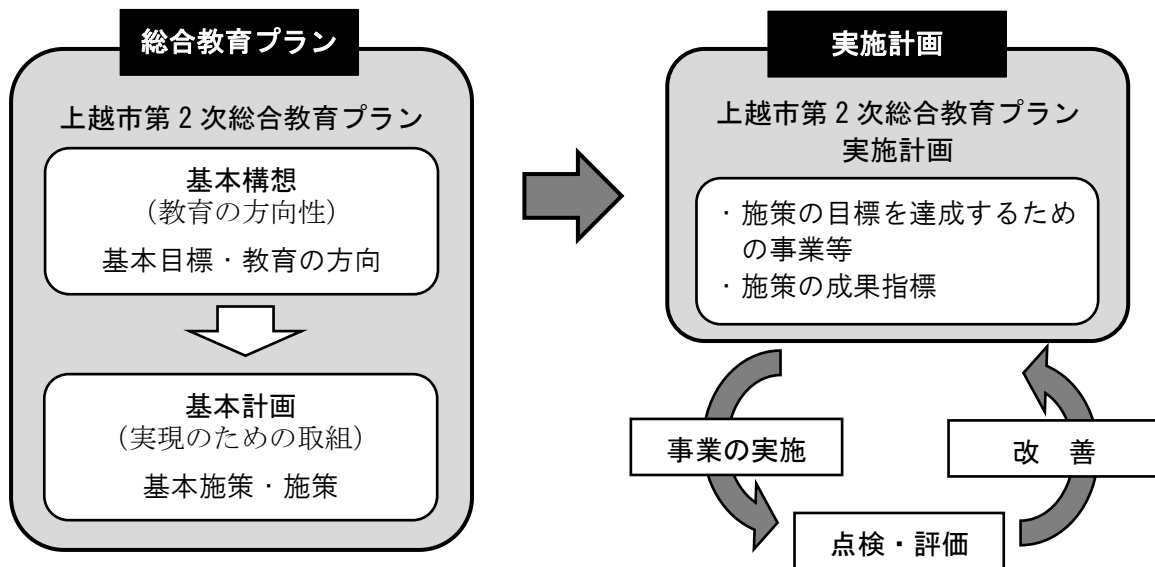 総合教育プラン
上越市第2次総合教育プラン
基本構想
（教育の方向性）
基本目標・教育の方向
基本計画
（実現のための取組）
基本施策・施策
実施計画
上越市第2次総合教育プラン
実施計画
・施策の目標を達成するため
の事業等
・施策の成果指標
事業の実施
点検・評価
改　善